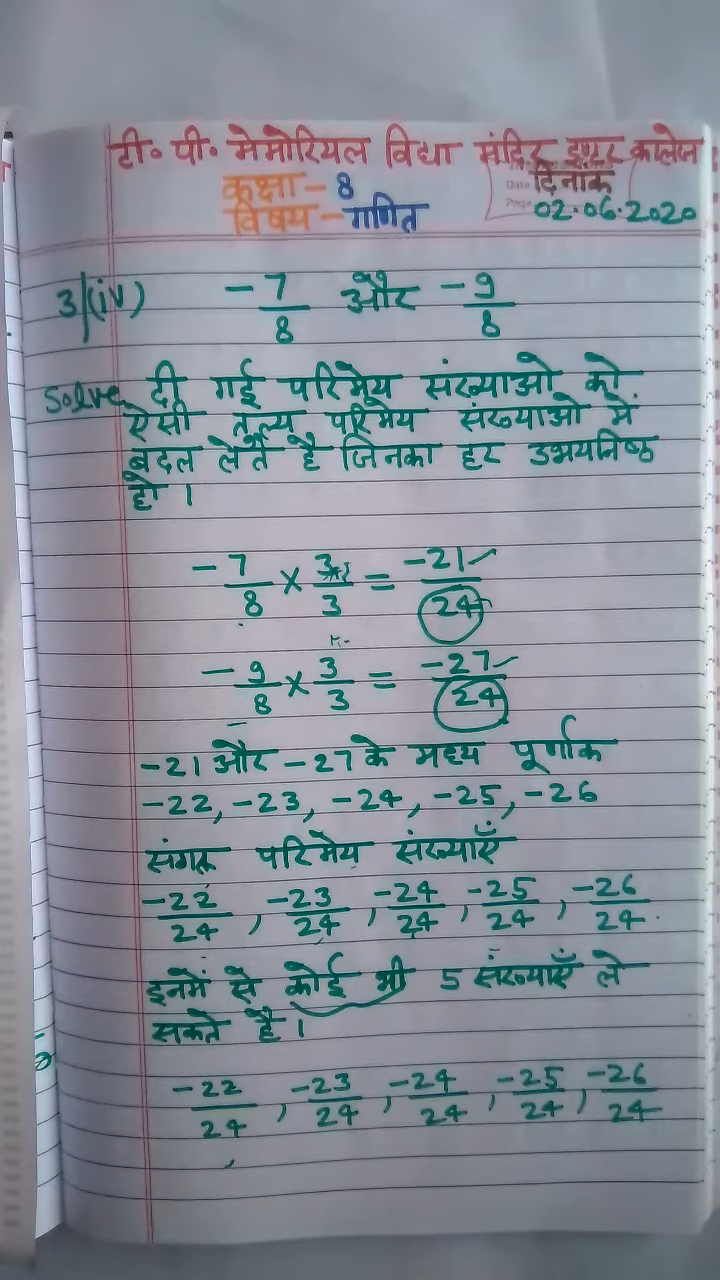 टी० पी० मेमोरियल विद्या मंदिर इण्टर कालेज
कक्षा - 8
दिनांक
विषय - गणित
02.06.2020
3/(iv) -7/8 और -9/8
Solve, दी गई परिमेय संख्याओ को
ऐसी तुल्य परिमेय संख्याओ में
बदल लेते है जिनका हर उभयनिष्ठ
हो।
-7/8 × 3/3 = -21/24
-9/8 × 3/3 = -27/24
-21 और -27 के मध्य पूर्णाक
-22, -23, -24, -25, -26
संगत परिमेय संख्याएँ
-22/24, -23/24, -24/24, -25/24, -26/24.
इनमें से कोई भी 5 संख्याएँ ले
सकते है।
-22/24, -23/24, -24/24, -25/24, -26/24